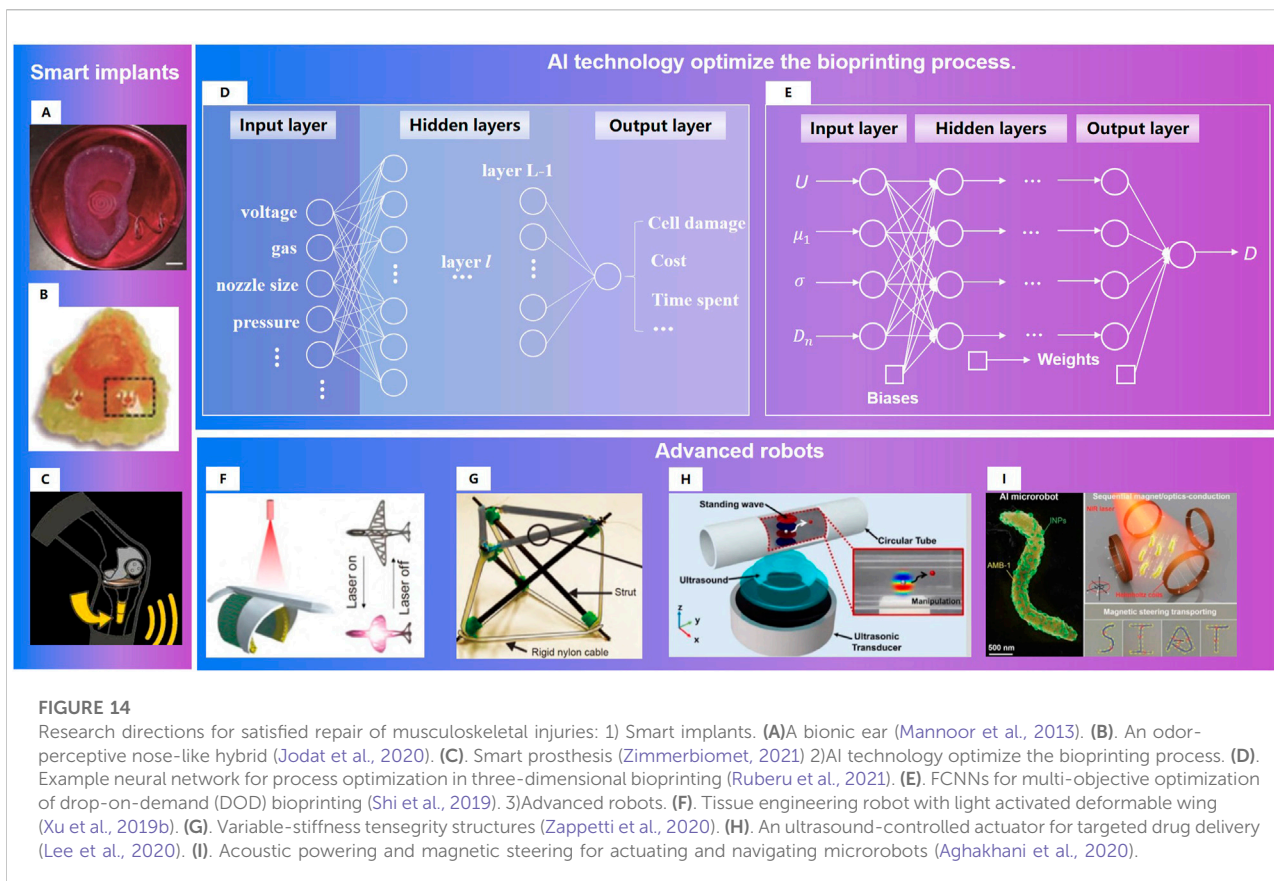 Smart implants
A
B
C
AI technology optimize the bioprinting process.
D
Input layer
Hidden layers
Output layer
layer L-1
voltage
gas
nozzle size
pressure
layer l
Cell damage
Cost
Time spent
E
Input layer
Hidden layers
Output layer
U
μ1
σ
Dn
D
Weights
Biases
Advanced robots
F
Laser on
Laser off
G
Strut
Rigid nylon cable
H
Standing wave
Circular Tube
Ultrasound
Manipulation
z
y
x
Ultrasonic
Transducer
I
AI microrobot
INPs
AMB-1
500 nm
Sequential magnet/optics-conduction
NIR laser
Magnetic steering transporting
S I A T
FIGURE 14
Research directions for satisfied repair of musculoskeletal injuries: 1) Smart implants. (A)A bionic ear (Mannoor et al., 2013). (B). An odor-
perceptive nose-like hybrid (Jodat et al., 2020). (C). Smart prosthesis (Zimmerbiomet, 2021) 2)AI technology optimize the bioprinting process. (D).
Example neural network for process optimization in three-dimensional bioprinting (Ruberu et al., 2021). (E). FCNNs for multi-objective optimization
of drop-on-demand (DOD) bioprinting (Shi et al., 2019). 3)Advanced robots. (F). Tissue engineering robot with light activated deformable wing
(Xu et al., 2019b). (G). Variable-stiffness tensegrity structures (Zappetti et al., 2020). (H). An ultrasound-controlled actuator for targeted drug delivery
(Lee et al., 2020). (I). Acoustic powering and magnetic steering for actuating and navigating microrobots (Aghakhani et al., 2020).